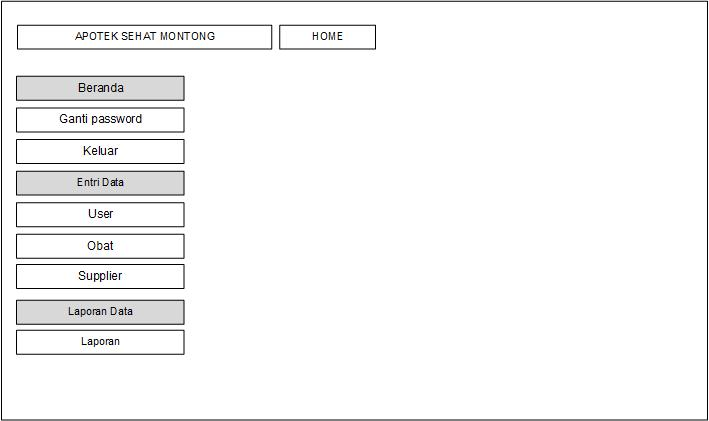 APOTEK SEHAT MONTONG
HOME
Beranda
Ganti password
Keluar
Entri Data
User
Obat
Supplier
Laporan Data
Laporan